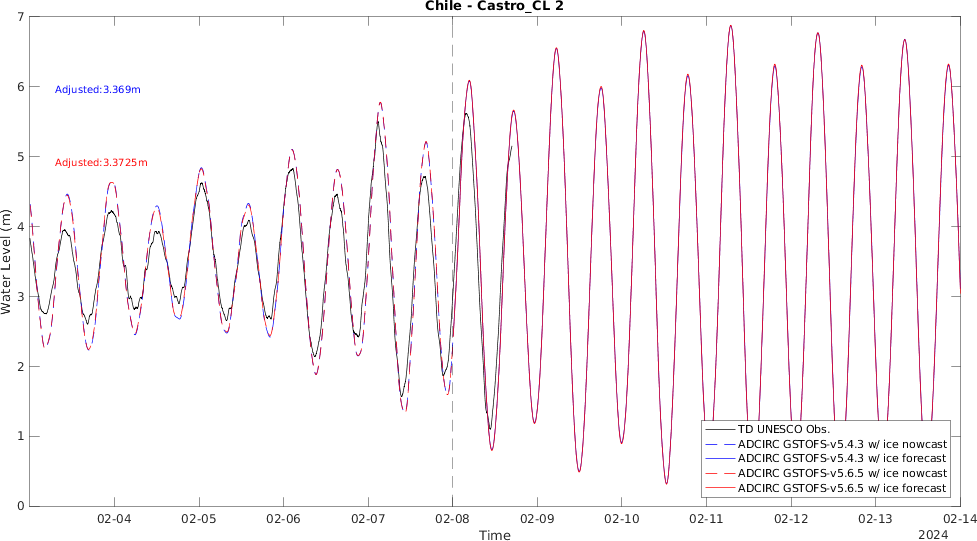 Chile - Castro_CL 2
7
6
5
4
3
2
1
0
Water Level (m)
Adjusted:3.369m
Adjusted:3.3725m
TD UNESCO Obs.
ADCIRC GSTOFS-v5.4.3 w/ ice nowcast
ADCIRC GSTOFS-v5.4.3 w/ ice forecast
ADCIRC GSTOFS-v5.6.5 w/ ice nowcast
ADCIRC GSTOFS-v5.6.5 w/ ice forecast
02-04 02-05 02-06 02-07 02-08 02-09 02-10 02-11 02-12 02-13 02-14
Time
2024